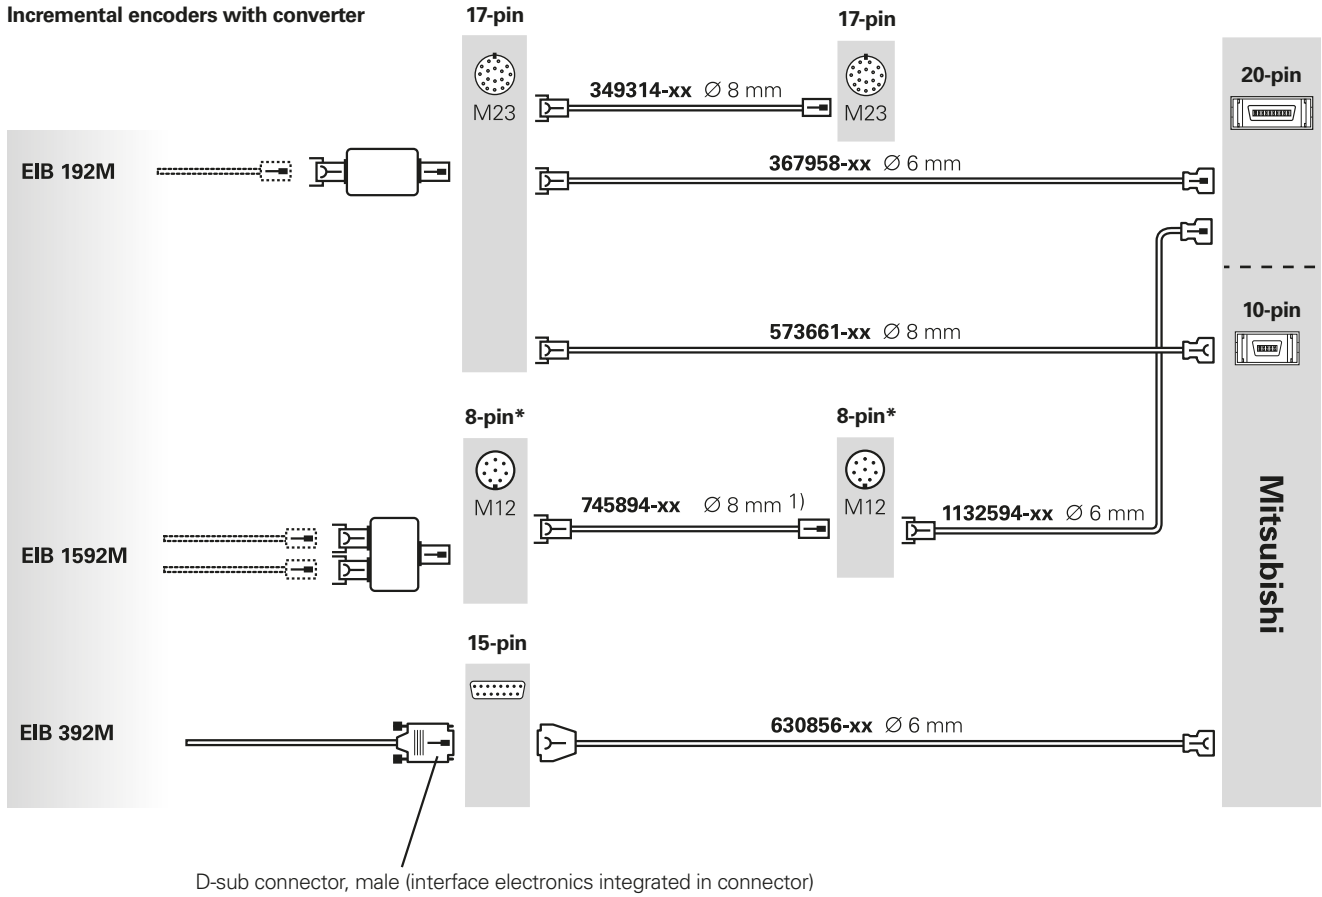 Incremental encoders with converter
17-pin
17-pin
20-pin
349314-xx Ø 8 mm
M23
M23
EIB 192M
367958-xx Ø 6 mm
10-pin
573661-xx Ø 8 mm
8-pin*
8-pin*
745894-xx Ø 8 mm 1)
M12
M12
1132594-xx Ø 6 mm
Mitsubishi
EIB 1592M
15-pin
EIB 392M
630856-xx Ø 6 mm
D-sub connector, male (interface electronics integrated in connector)